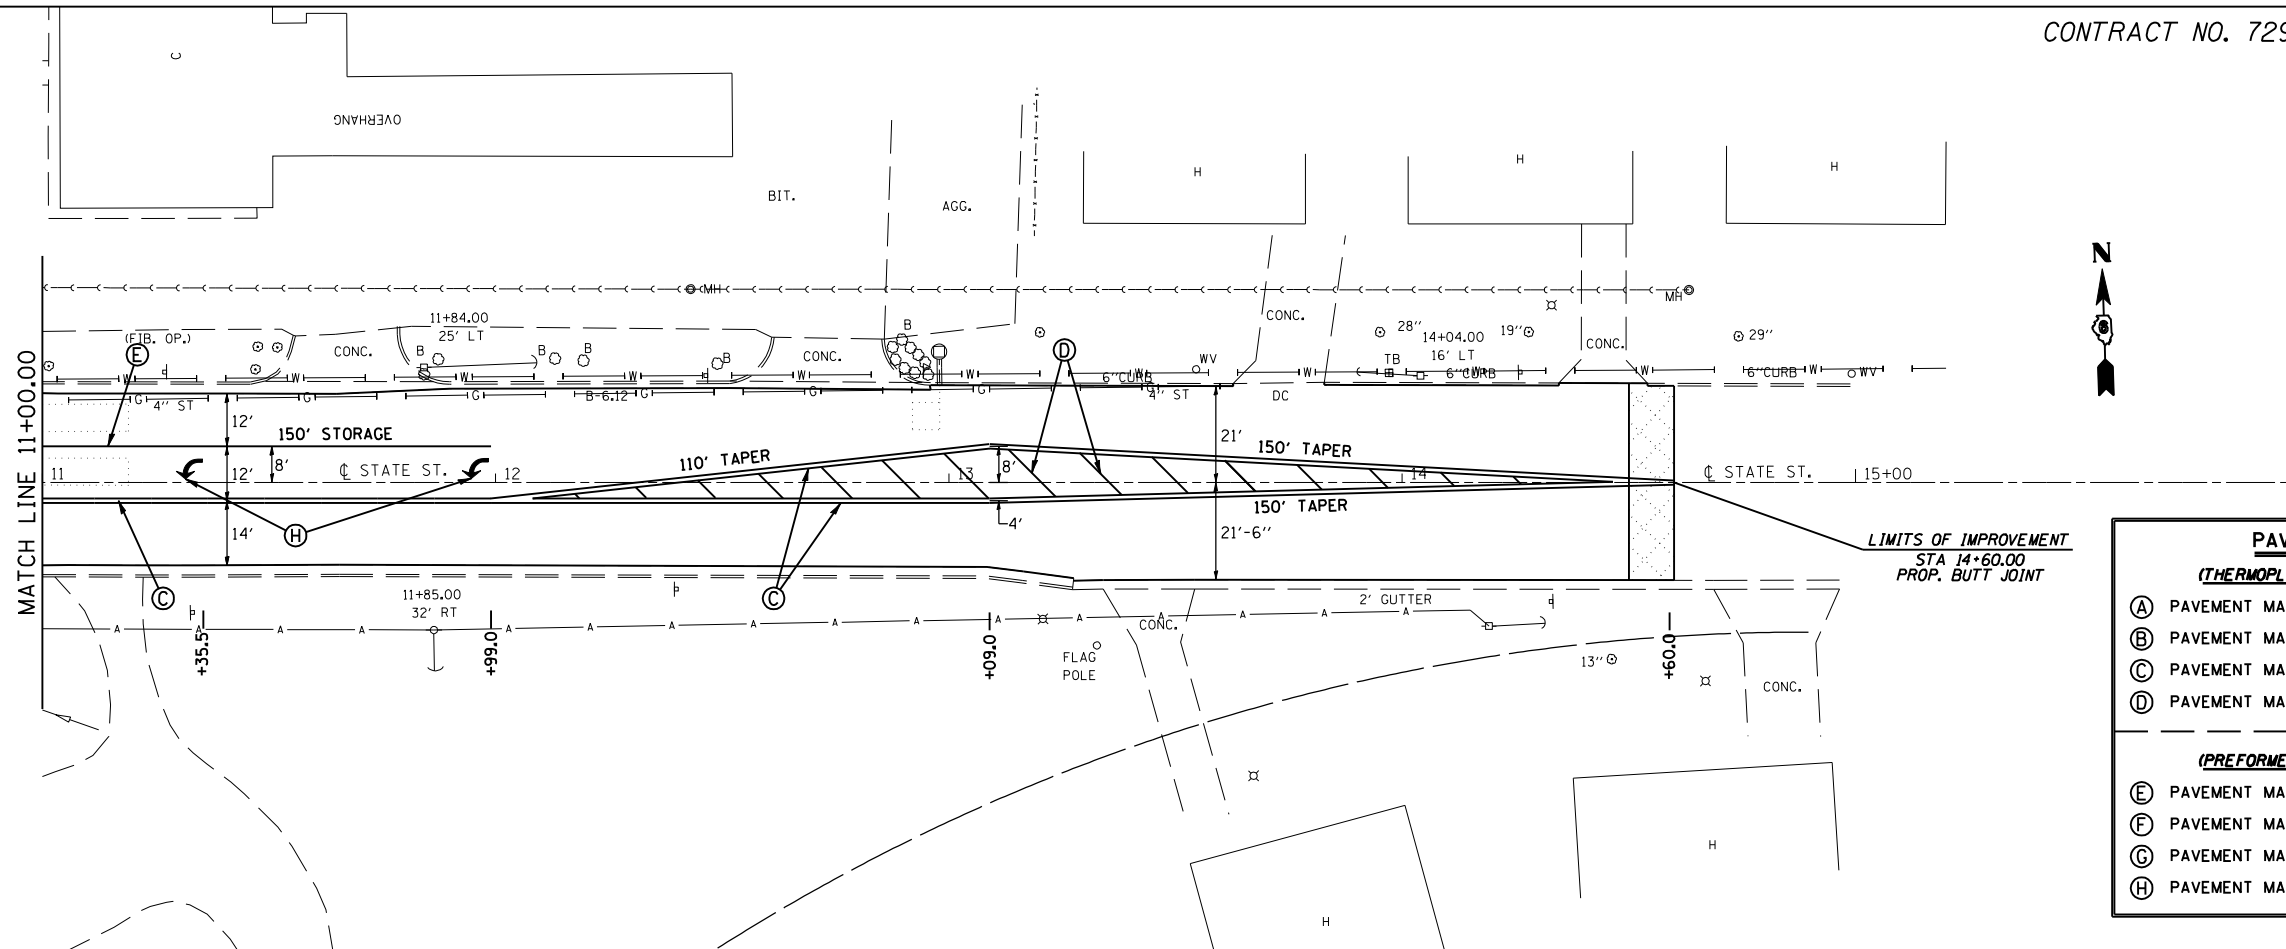 CONTRACT NO. 729
C
OVERHANG
BIT.
AGG.
H
H
H
N
6
MH
MH
11+84.00
25' LT
(FIB. OP.)
E
CONC.
B
B
B
B
B
CONC.
D
CONC.
28"
14+04.00
16' LT
19"
CONC.
29"
WV
TB
6"CURB
6"CURB
6"CURB
WV
W W W W W W W W W W W
G G G G G G G
4" ST
B-6.12
4" ST
DC
MATCH LINE 11+00.00
12'
150' STORAGE
12'
8'
11
℄ STATE ST.
12
110' TAPER
13
8'
21'
150' TAPER
14
℄ STATE ST.
15+00
150' TAPER
4'
21'-6"
14'
H
C
C
LIMITS OF IMPROVEMENT
STA 14+60.00
PROP. BUTT JOINT
11+85.00
32' RT
2' GUTTER
A A A A A A A A A A A A A A A A
CONC.
+35.5
+99.0
+09.0
+60.0
FLAG
POLE
13"
CONC.
H
H
PAV
(THERMOPL
A PAVEMENT MA
B PAVEMENT MA
C PAVEMENT MA
D PAVEMENT MA
(PREFORME
E PAVEMENT MA
F PAVEMENT MA
G PAVEMENT MA
H PAVEMENT MA